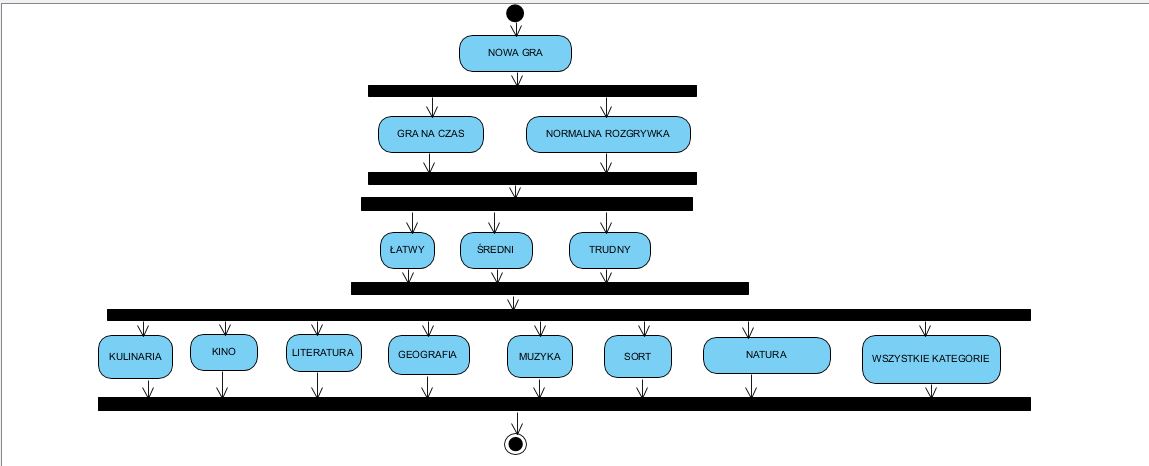 NOWA GRA
GRA NA CZAS
NORMALNA ROZGRYWKA
ŁATWY
ŚREDNI
TRUDNY
KULINARIA
KINO
LITERATURA
GEOGRAFIA
MUZYKA
SORT
NATURA
WSZYSTKIE KATEGORIE